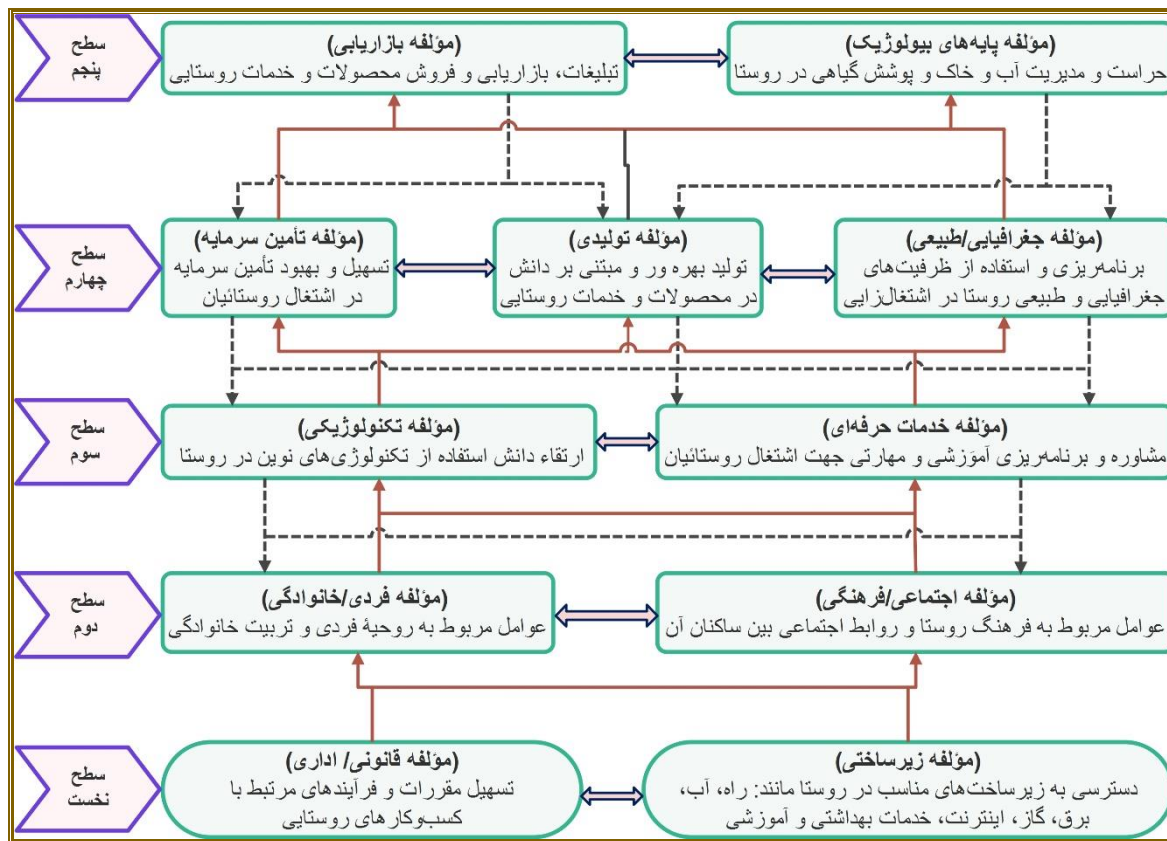 سطح
پنجم
(مؤلفه پایه‌های بیولوژیک)
حراست و مدیریت آب و خاک و پوشش گیاهی در روستا
(مؤلفه بازاریابی)
تبلیغات، بازاریابی و فروش محصولات و خدمات روستایی
سطح
چهارم
(مؤلفه جغرافیایی/طبیعی)
برنامه‌ریزی و استفاده از ظرفیت‌های
جغرافیایی و طبیعی روستا در اشتغال‌زایی
(مؤلفه تولیدی)
تولید بهره ور و مبتنی بر دانش
در محصولات و خدمات روستایی
(مؤلفه تأمین سرمایه)
تسهیل و بهبود تأمین سرمایه
در اشتغال روستائیان
سطح
سوم
(مؤلفه خدمات حرفه‌ای)
مشاوره و برنامه‌ریزی آموزشی و مهارتی جهت اشتغال روستائیان
(مؤلفه تکنولوژیکی)
ارتقاء دانش استفاده از تکنولوژی‌های نوین در روستا
سطح
دوم
(مؤلفه اجتماعی/فرهنگی)
عوامل مربوط به فرهنگ روستا و روابط اجتماعی بین ساکنان آن
(مؤلفه فردی/خانوادگی)
عوامل مربوط به روحیهٔ فردی و تربیت خانوادگی
سطح
نخست
(مؤلفه زیرساختی)
دسترسی به زیرساخت‌های مناسب در روستا مانند: راه، آب،
برق، گاز، اینترنت، خدمات بهداشتی و آموزشی
(مؤلفه قانونی/ اداری)
تسهیل مقررات و فرآیندهای مرتبط با
کسب‌وکارهای روستایی